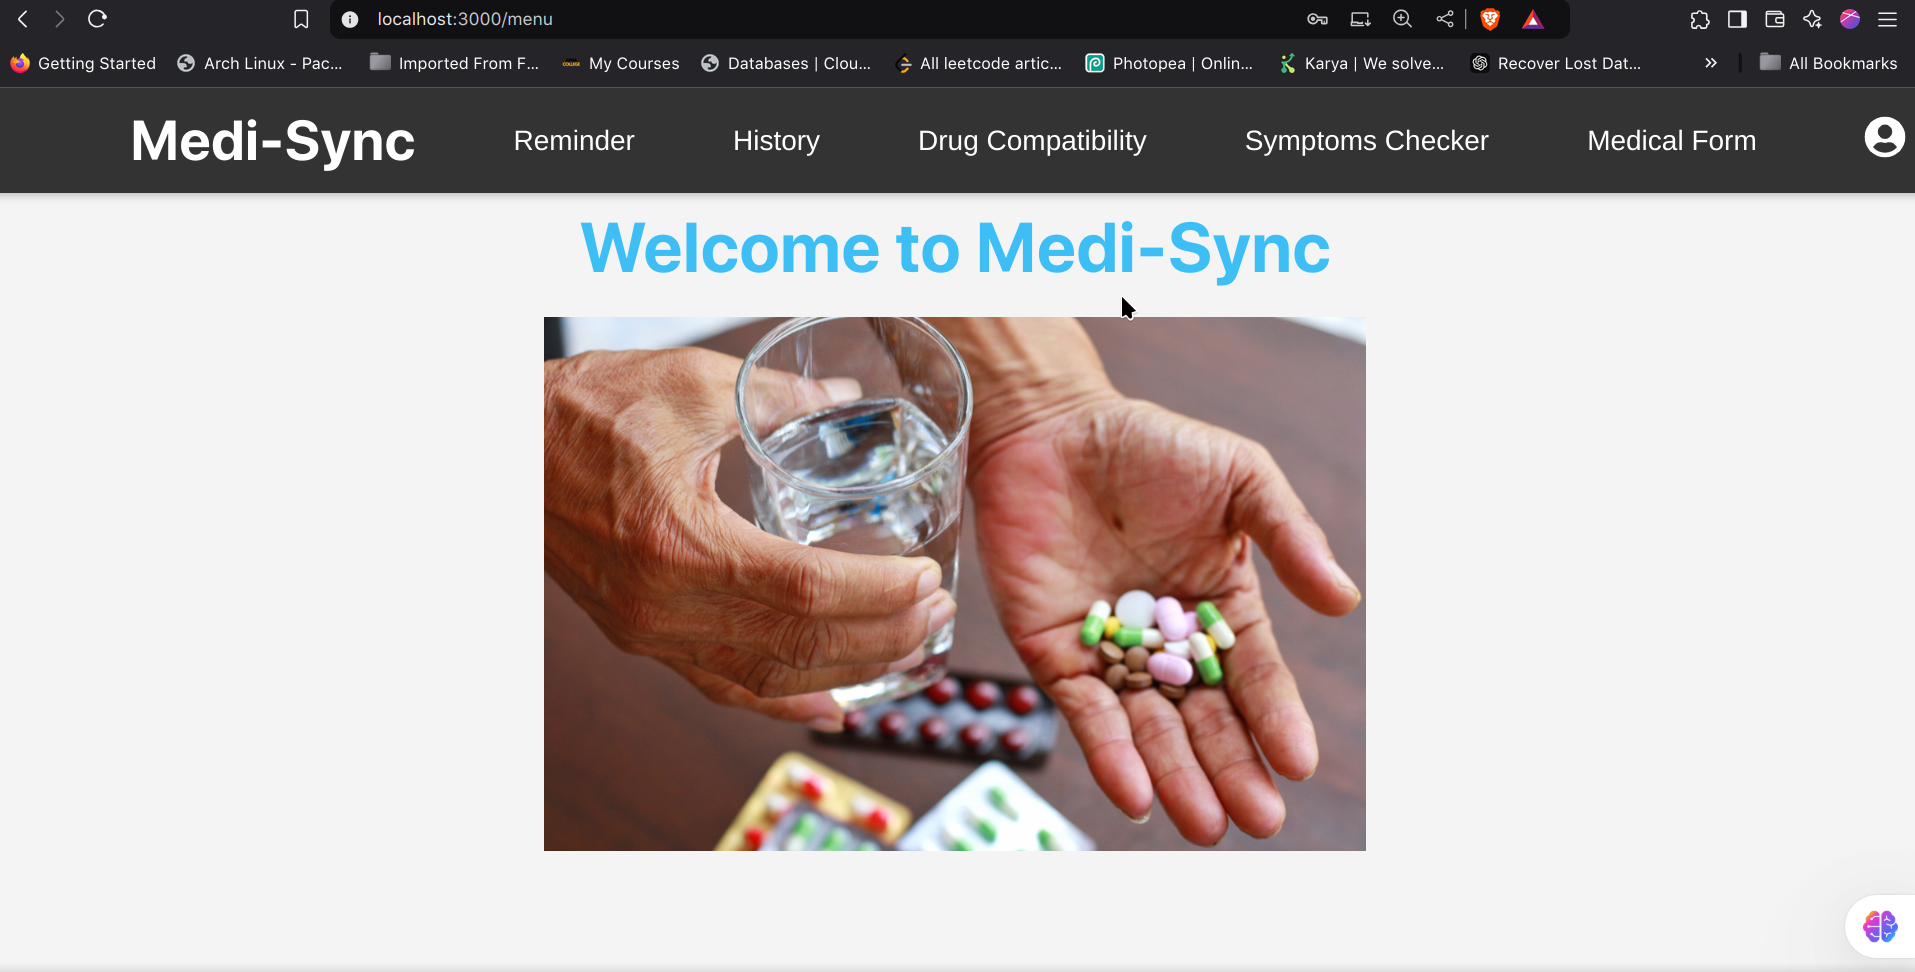 localhost:3000/menu
Getting Started Arch Linux - Pac... Imported From F... My Courses Databases | Clou... All leetcode artic... Photopea | Onlin... Karya | We solve... Recover Lost Dat... » All Bookmarks
Medi-Sync Reminder History Drug Compatibility Symptoms Checker Medical Form
Welcome to Medi-Sync